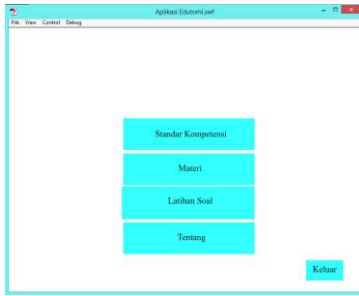 Aplikasi Edutomi.swf
File View Control Debug
Standar Kompetensi
Materi
Latihan Soal
Tentang
Keluar